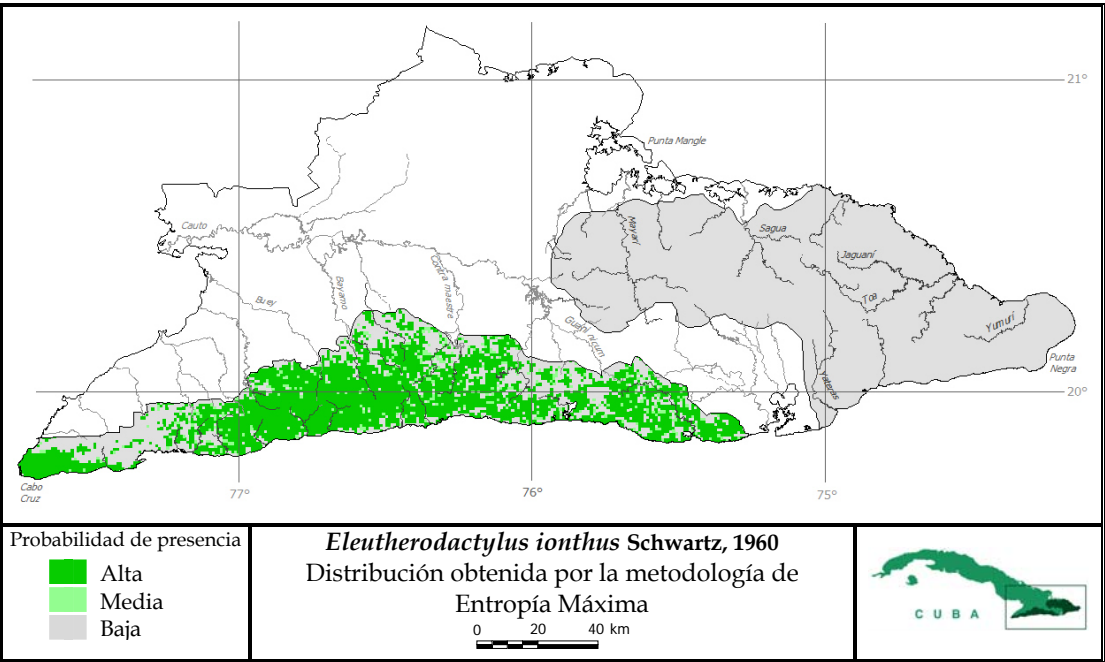 21°
Punta Mangle
Cauto
Mayarí
Sagua
Jaguaní
Bayamo
Contra maestre
Buey
Toa
Guaninicum
Yumurí
Punta
Negra
Yateras
20°
Cabo
Cruz
77°
76°
75°
Probabilidad de presencia
Alta
Media
Baja
Eleutherodactylus ionthus Schwartz, 1960
Distribución obtenida por la metodología de
Entropía Máxima
0 20 40 km
CUBA